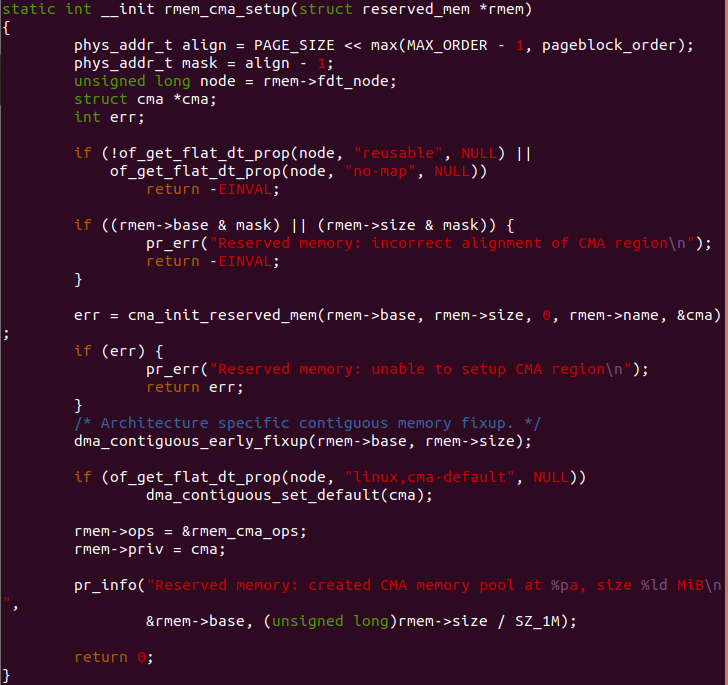 static int __init rmem_cma_setup(struct reserved_mem *rmem)
{
        phys_addr_t align = PAGE_SIZE << max(MAX_ORDER - 1, pageblock_order);
        phys_addr_t mask = align - 1;
        unsigned long node = rmem->fdt_node;
        struct cma *cma;
        int err;

        if (!of_get_flat_dt_prop(node, "reusable", NULL) ||
            of_get_flat_dt_prop(node, "no-map", NULL))
                return -EINVAL;

        if ((rmem->base & mask) || (rmem->size & mask)) {
                pr_err("Reserved memory: incorrect alignment of CMA region\n");
                return -EINVAL;
        }

        err = cma_init_reserved_mem(rmem->base, rmem->size, 0, rmem->name, &cma)
;
        if (err) {
                pr_err("Reserved memory: unable to setup CMA region\n");
                return err;
        }
        /* Architecture specific contiguous memory fixup. */
        dma_contiguous_early_fixup(rmem->base, rmem->size);

        if (of_get_flat_dt_prop(node, "linux,cma-default", NULL))
                dma_contiguous_set_default(cma);

        rmem->ops = &rmem_cma_ops;
        rmem->priv = cma;

        pr_info("Reserved memory: created CMA memory pool at %pa, size %ld MiB\n
",
                &rmem->base, (unsigned long)rmem->size / SZ_1M);

        return 0;
}